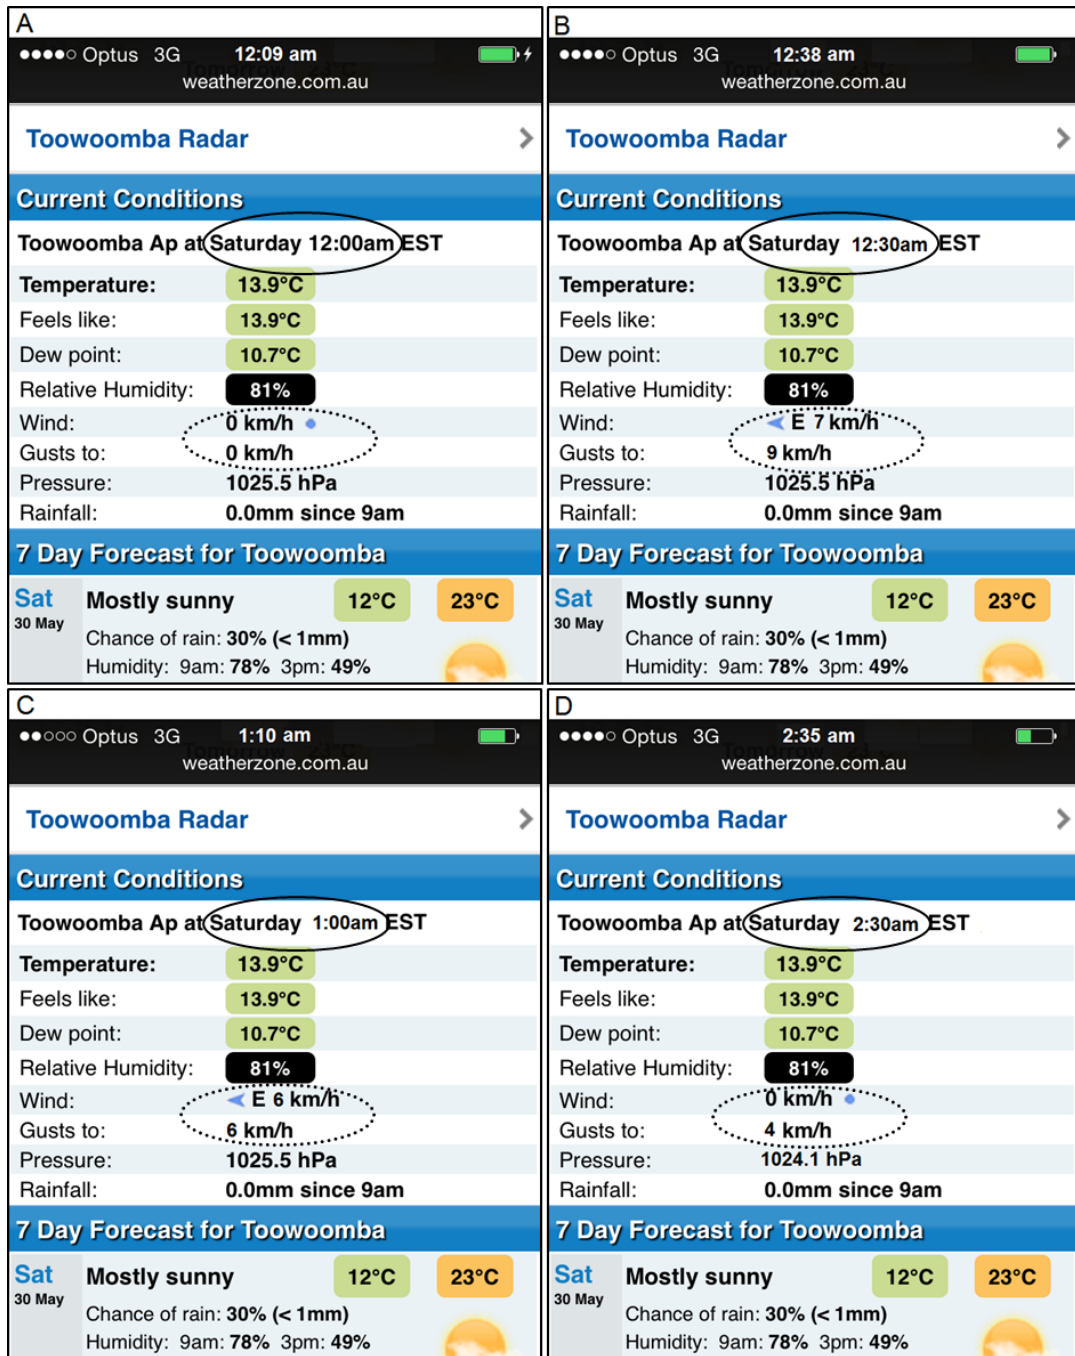 A
Optus 3G 12:09 am
Tomorrow 23°C
weatherzone.com.au
Toowoomba Radar
Current Conditions
Toowoomba Ap at Saturday 12:00am EST
Temperature: 13.9°C
Feels like: 13.9°C
Dew point: 10.7°C
Relative Humidity: 81%
Wind: 0 km/h
Gusts to: 0 km/h
Pressure: 1025.5 hPa
Rainfall: 0.0mm since 9am
7 Day Forecast for Toowoomba
Sat Mostly sunny 12°C 23°C
30 May
Chance of rain: 30% (< 1mm)
Humidity: 9am: 78% 3pm: 49%
B
Optus 3G 12:38 am
Tomorrow 23°C
weatherzone.com.au
Toowoomba Radar
Current Conditions
Toowoomba Ap at Saturday 12:30am EST
Temperature: 13.9°C
Feels like: 13.9°C
Dew point: 10.7°C
Relative Humidity: 81%
Wind: E 7 km/h
Gusts to: 9 km/h
Pressure: 1025.5 hPa
Rainfall: 0.0mm since 9am
7 Day Forecast for Toowoomba
Sat Mostly sunny 12°C 23°C
30 May
Chance of rain: 30% (< 1mm)
Humidity: 9am: 78% 3pm: 49%
C
Optus 3G 1:10 am
Tomorrow 23°C
weatherzone.com.au
Toowoomba Radar
Current Conditions
Toowoomba Ap at Saturday 1:00am EST
Temperature: 13.9°C
Feels like: 13.9°C
Dew point: 10.7°C
Relative Humidity: 81%
Wind: E 6 km/h
Gusts to: 6 km/h
Pressure: 1025.5 hPa
Rainfall: 0.0mm since 9am
7 Day Forecast for Toowoomba
Sat Mostly sunny 12°C 23°C
30 May
Chance of rain: 30% (< 1mm)
Humidity: 9am: 78% 3pm: 49%
D
Optus 3G 2:35 am
Tomorrow 23°C
weatherzone.com.au
Toowoomba Radar
Current Conditions
Toowoomba Ap at Saturday 2:30am EST
Temperature: 13.9°C
Feels like: 13.9°C
Dew point: 10.7°C
Relative Humidity: 81%
Wind: 0 km/h
Gusts to: 4 km/h
Pressure: 1024.1 hPa
Rainfall: 0.0mm since 9am
7 Day Forecast for Toowoomba
Sat Mostly sunny 12°C 23°C
30 May
Chance of rain: 30% (< 1mm)
Humidity: 9am: 78% 3pm: 49%